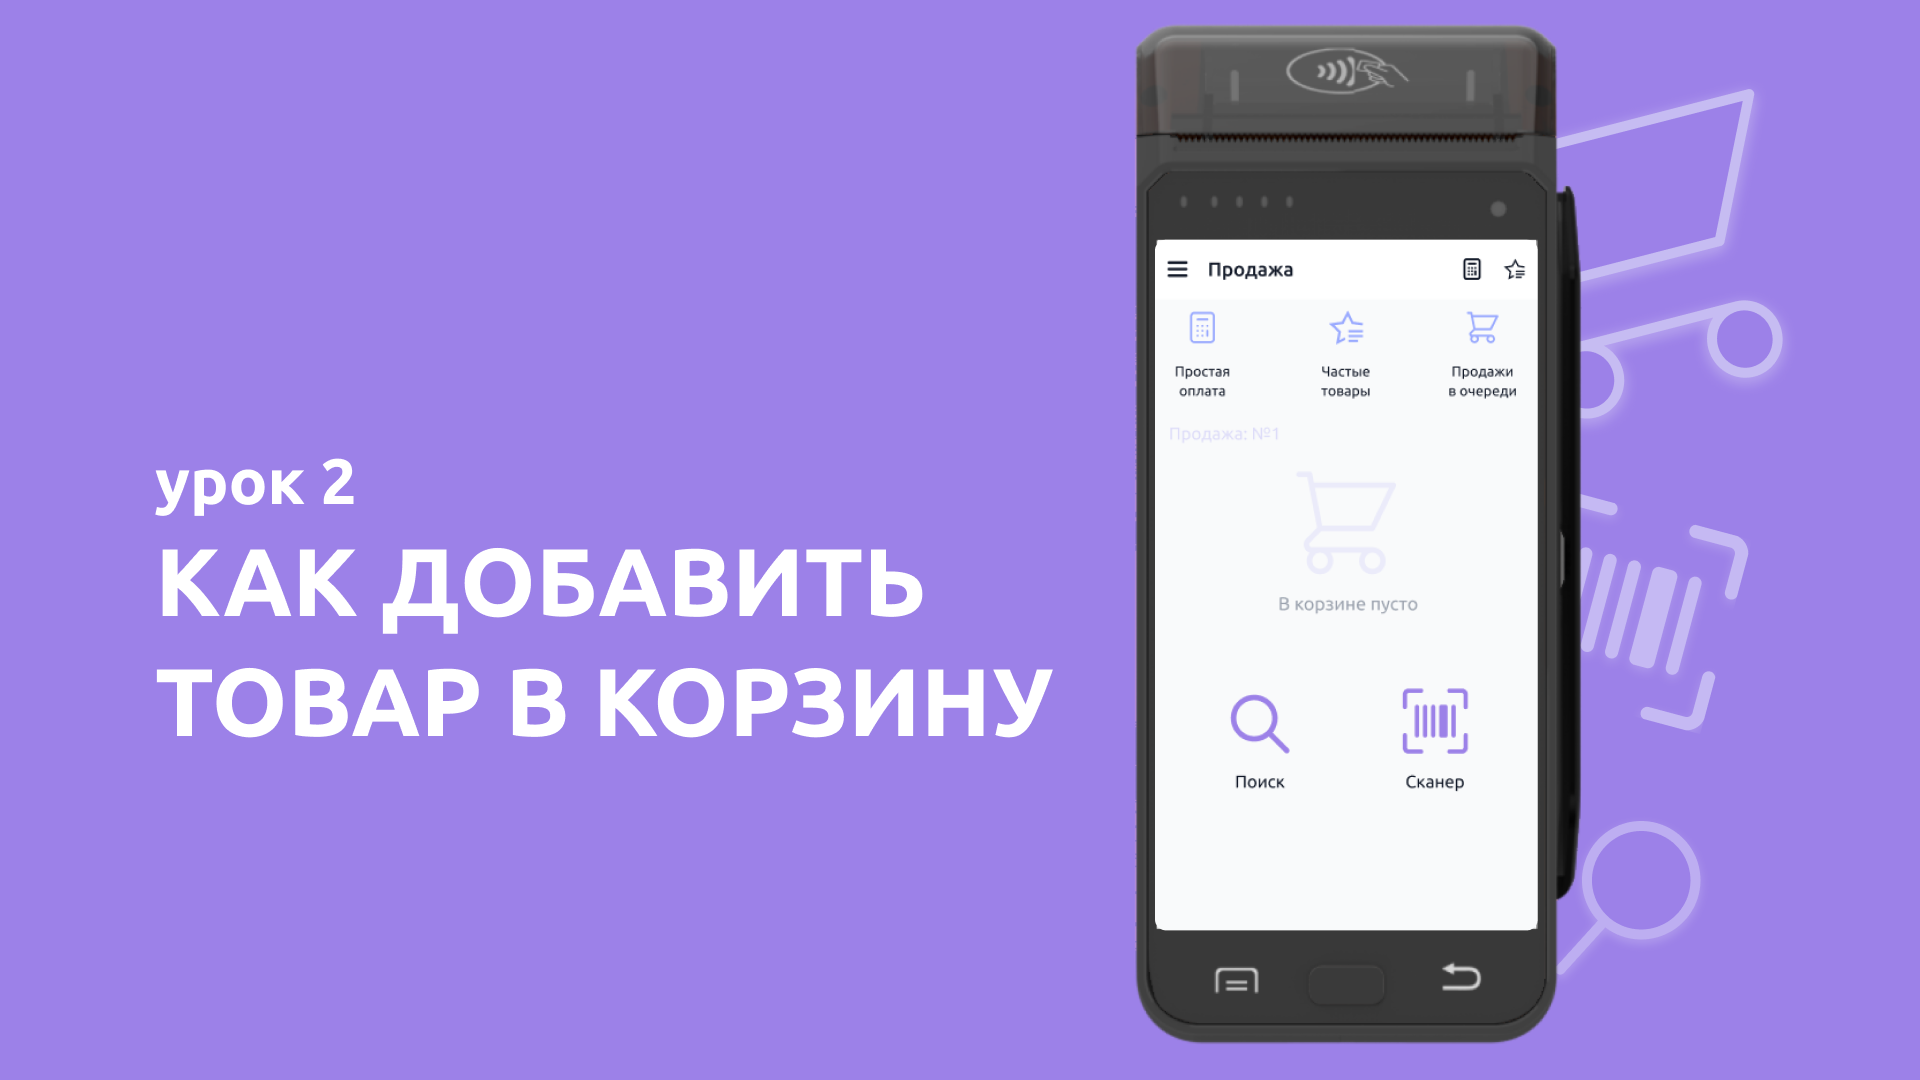 урок 2
КАК ДОБАВИТЬ
ТОВАР В КОРЗИНУ
Продажа
Простая
оплата
Частые
товары
Продажи
в очереди
Продажа: №1
В корзине пусто
Поиск
Сканер